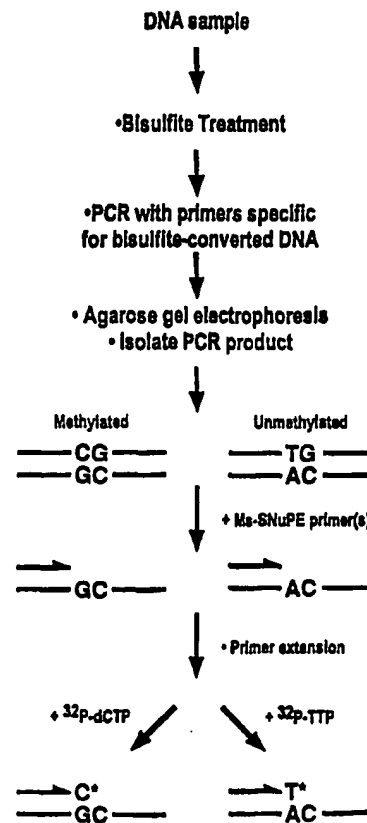 DNA sample
•Bisulfite Treatment
•PCR with primers specific
for bisulfite-converted DNA
• Agarose gel electrophoresis
• Isolate PCR product
Methylated Unmethylated
CG TG
GC AC
+ Ms-SNuPE primer(s)
GC AC
• Primer extension
+ 32P-dCTP + 32P-TTP
C* T*
GC AC